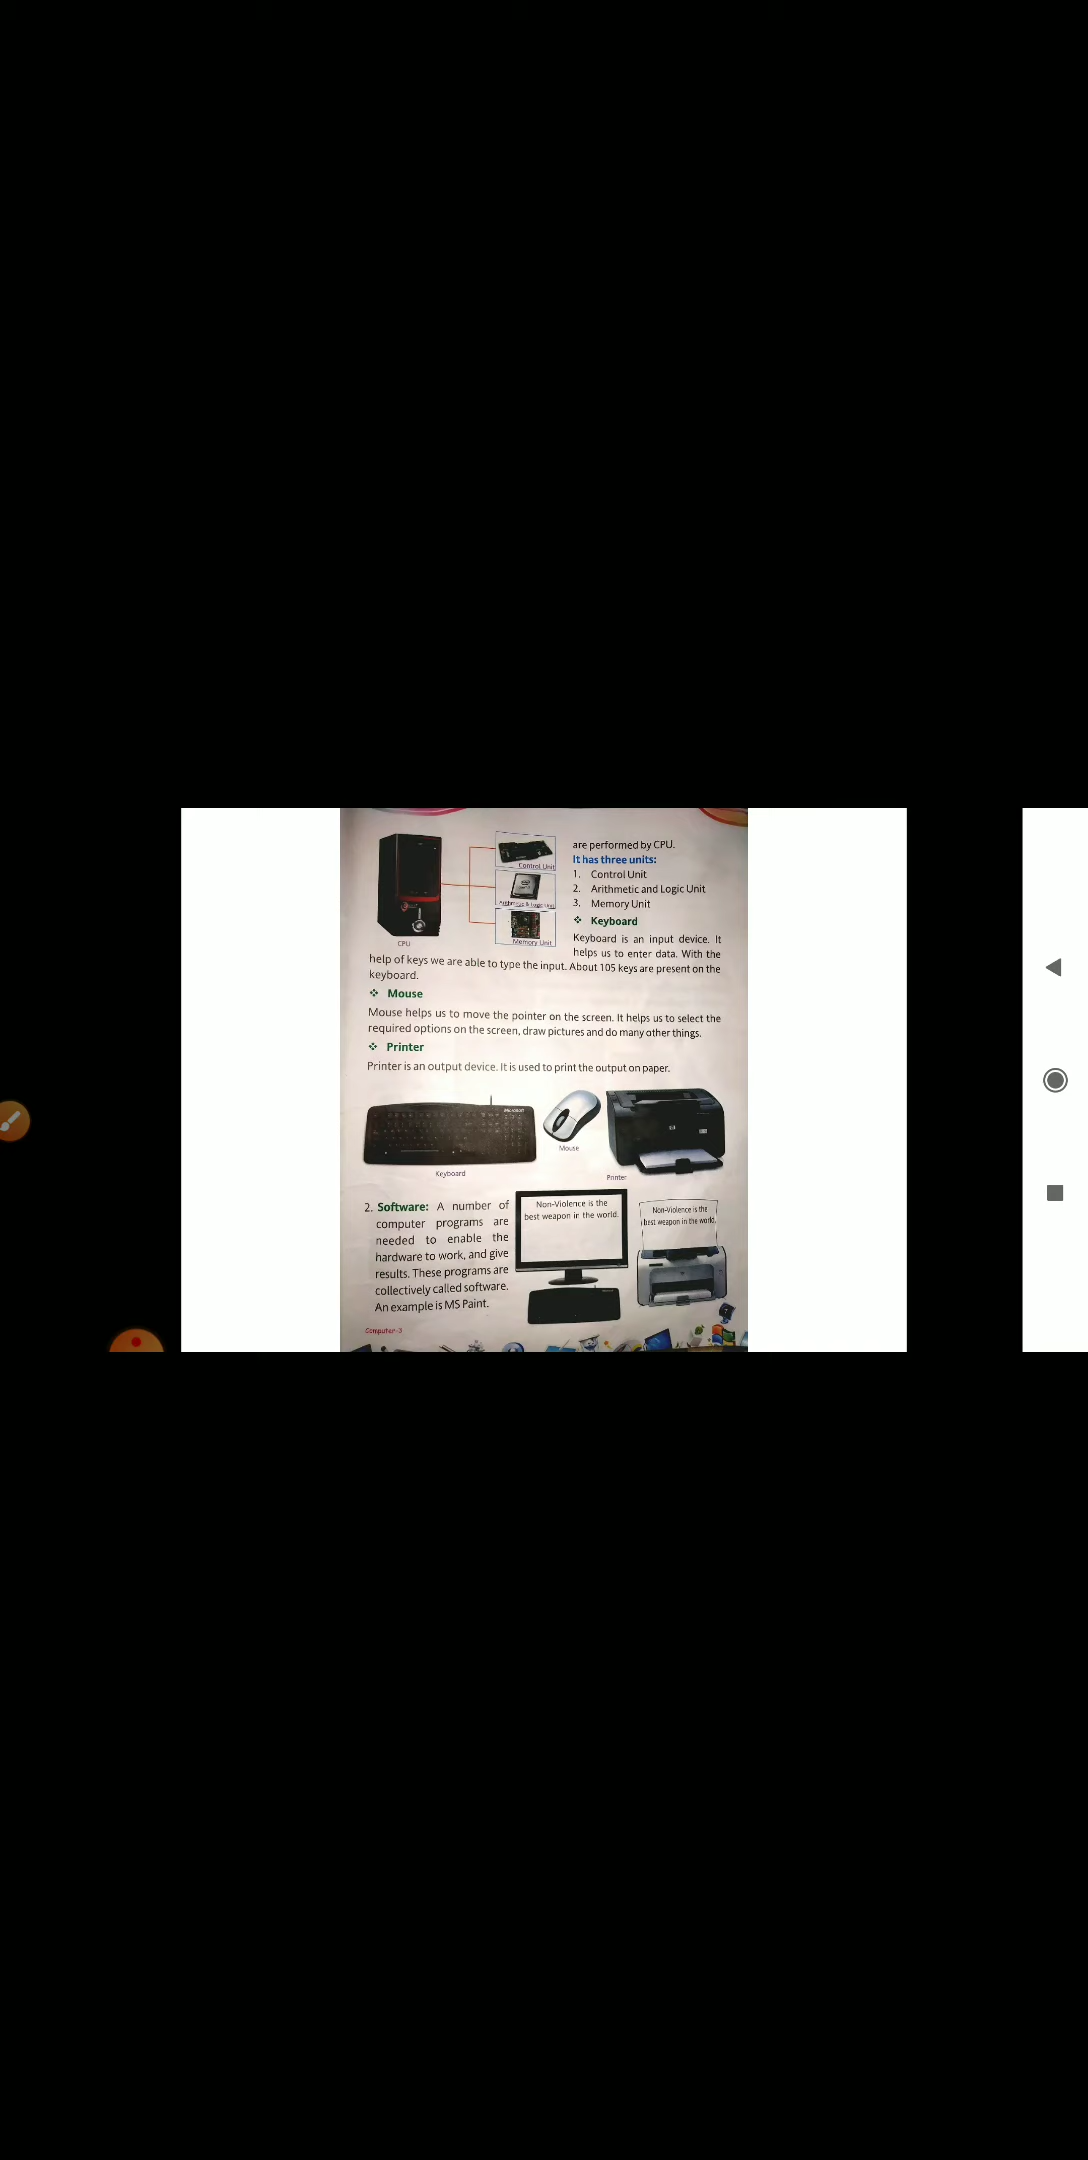 are performed by CPU.
It has three units:
1. Control Unit
2. Arithmetic and Logic Unit
3. Memory Unit
Control Unit
Arithmetic & Logic Unit
Memory Unit
CPU
❖ Keyboard
Keyboard is an input device. It
helps us to enter data. With the
help of keys we are able to type the input. About 105 keys are present on the
keyboard.
❖ Mouse
Mouse helps us to move the pointer on the screen. It helps us to select the
required options on the screen, draw pictures and do many other things.
❖ Printer
Printer is an output device. It is used to print the output on paper.
Microsoft
Keyboard
Mouse
Printer
2. Software: A number of
computer programs are
needed to enable the
hardware to work, and give
results. These programs are
collectively called software.
An example is MS Paint.
Non-Violence is the
best weapon in the world.
Non-Violence is the
best weapon in the world.
Computer-3